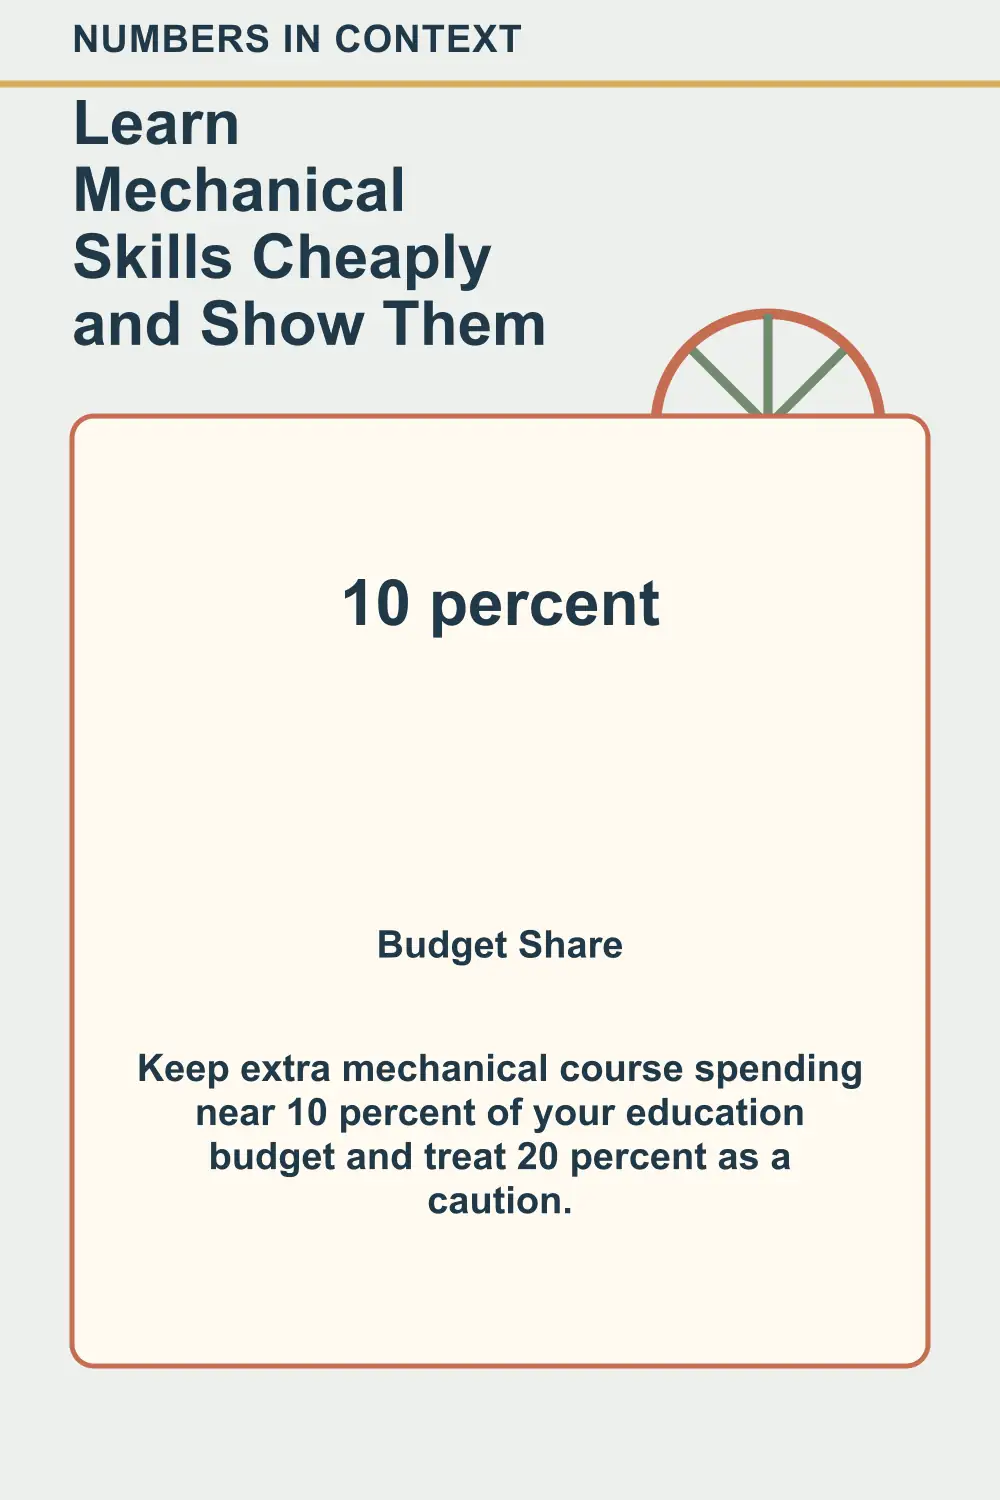 NUMBERS IN CONTEXT
Learn
Mechanical
Skills Cheaply
and Show Them
10 percent
Budget Share
Keep extra mechanical course spending
near 10 percent of your education
budget and treat 20 percent as a
caution.